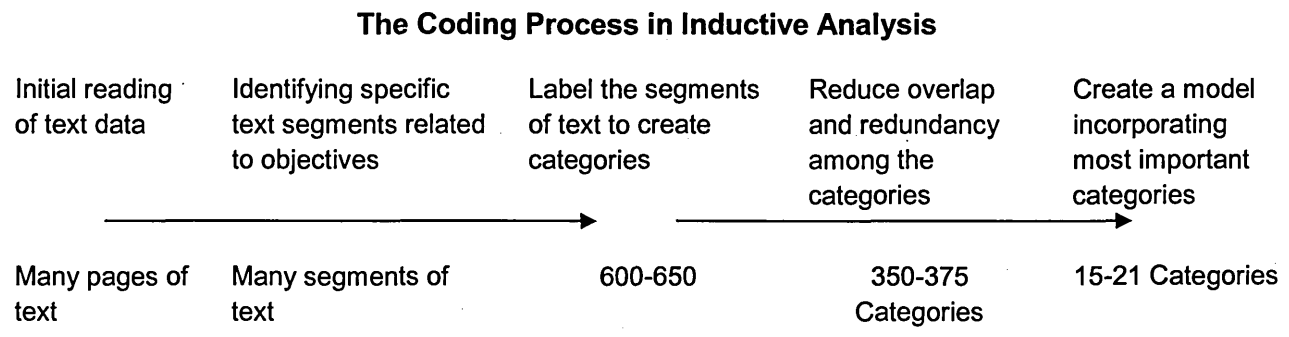 The Coding Process in Inductive Analysis
Initial reading
of text data
Identifying specific
text segments related
to objectives
Label the segments
of text to create
categories
Reduce overlap
and redundancy
among the
categories
Create a model
incorporating
most important
categories
Many pages of
text
Many segments of
text
600-650
350-375
Categories
15-21 Categories